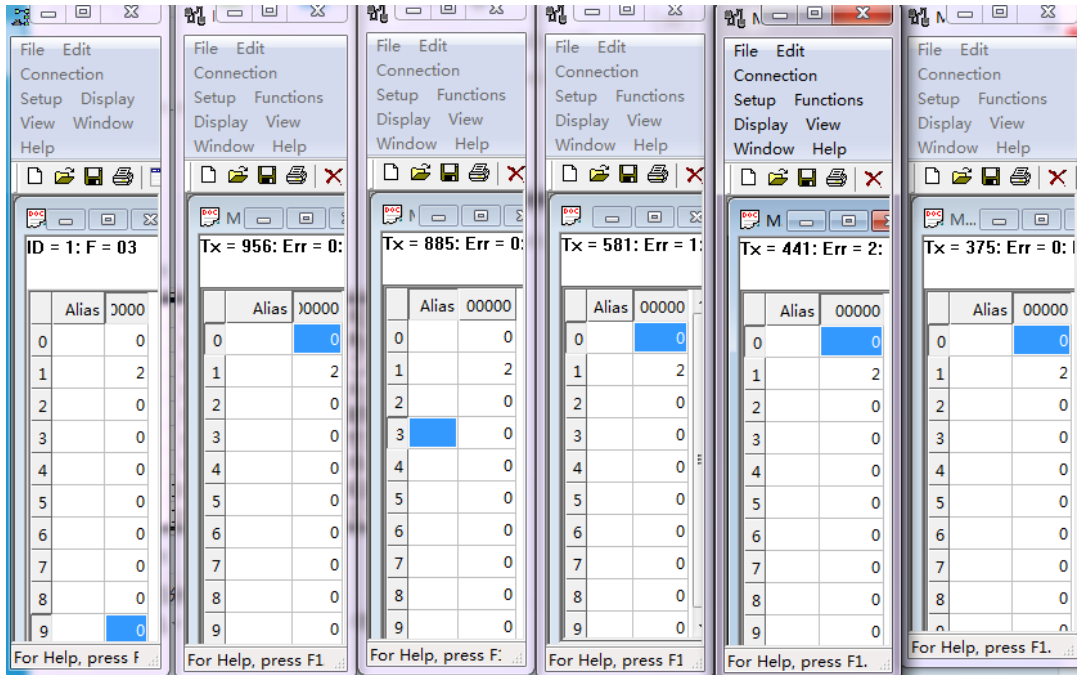 File Edit
Connection
Setup Display
View Window
Help
ID = 1: F = 03
Alias 0000
0 0
1 2
2 0
3 0
4 0
5 0
6 0
7 0
8 0
9 0
For Help, press F
File Edit
Connection
Setup Functions
Display View
Window Help
M
Tx = 956: Err = 0:
Alias 00000
0 0
1 2
2 0
3 0
4 0
5 0
6 0
7 0
8 0
9 0
For Help, press F1
File Edit
Connection
Setup Functions
Display View
Window Help
Tx = 885: Err = 0:
Alias 00000
0 0
1 2
2 0
3 0
4 0
5 0
6 0
7 0
8 0
9 0
For Help, press F
File Edit
Connection
Setup Functions
Display View
Window Help
Tx = 581: Err = 1:
Alias 00000
0 0
1 2
2 0
3 0
4 0
5 0
6 0
7 0
8 0
9 0
For Help, press F1
File Edit
Connection
Setup Functions
Display View
Window Help
M
Tx = 441: Err = 2:
Alias 00000
0 0
1 2
2 0
3 0
4 0
5 0
6 0
7 0
8 0
9 0
For Help, press F1.
File Edit
Connection
Setup Functions
Display View
Window Help
M...
Tx = 375: Err = 0:
Alias 00000
0 0
1 2
2 0
3 0
4 0
5 0
6 0
7 0
8 0
9 0
For Help, press F1.